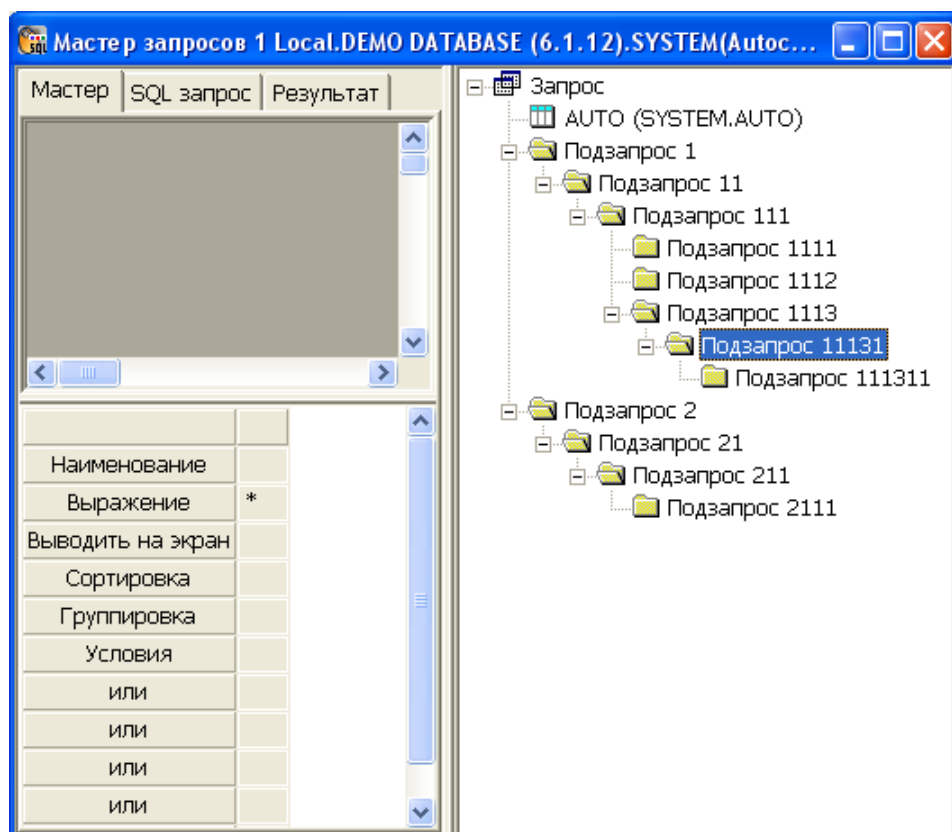 Мастер запросов 1 Local.DEMO DATABASE (6.1.12).SYSTEM(Autoc...
Мастер SQL запрос Результат
Наименование
Выражение *
Выводить на экран
Сортировка
Группировка
Условия
или
или
или
или
Запрос
AUTO (SYSTEM.AUTO)
Подзапрос 1
Подзапрос 11
Подзапрос 111
Подзапрос 1111
Подзапрос 1112
Подзапрос 1113
Подзапрос 11131
Подзапрос 111311
Подзапрос 2
Подзапрос 21
Подзапрос 211
Подзапрос 2111